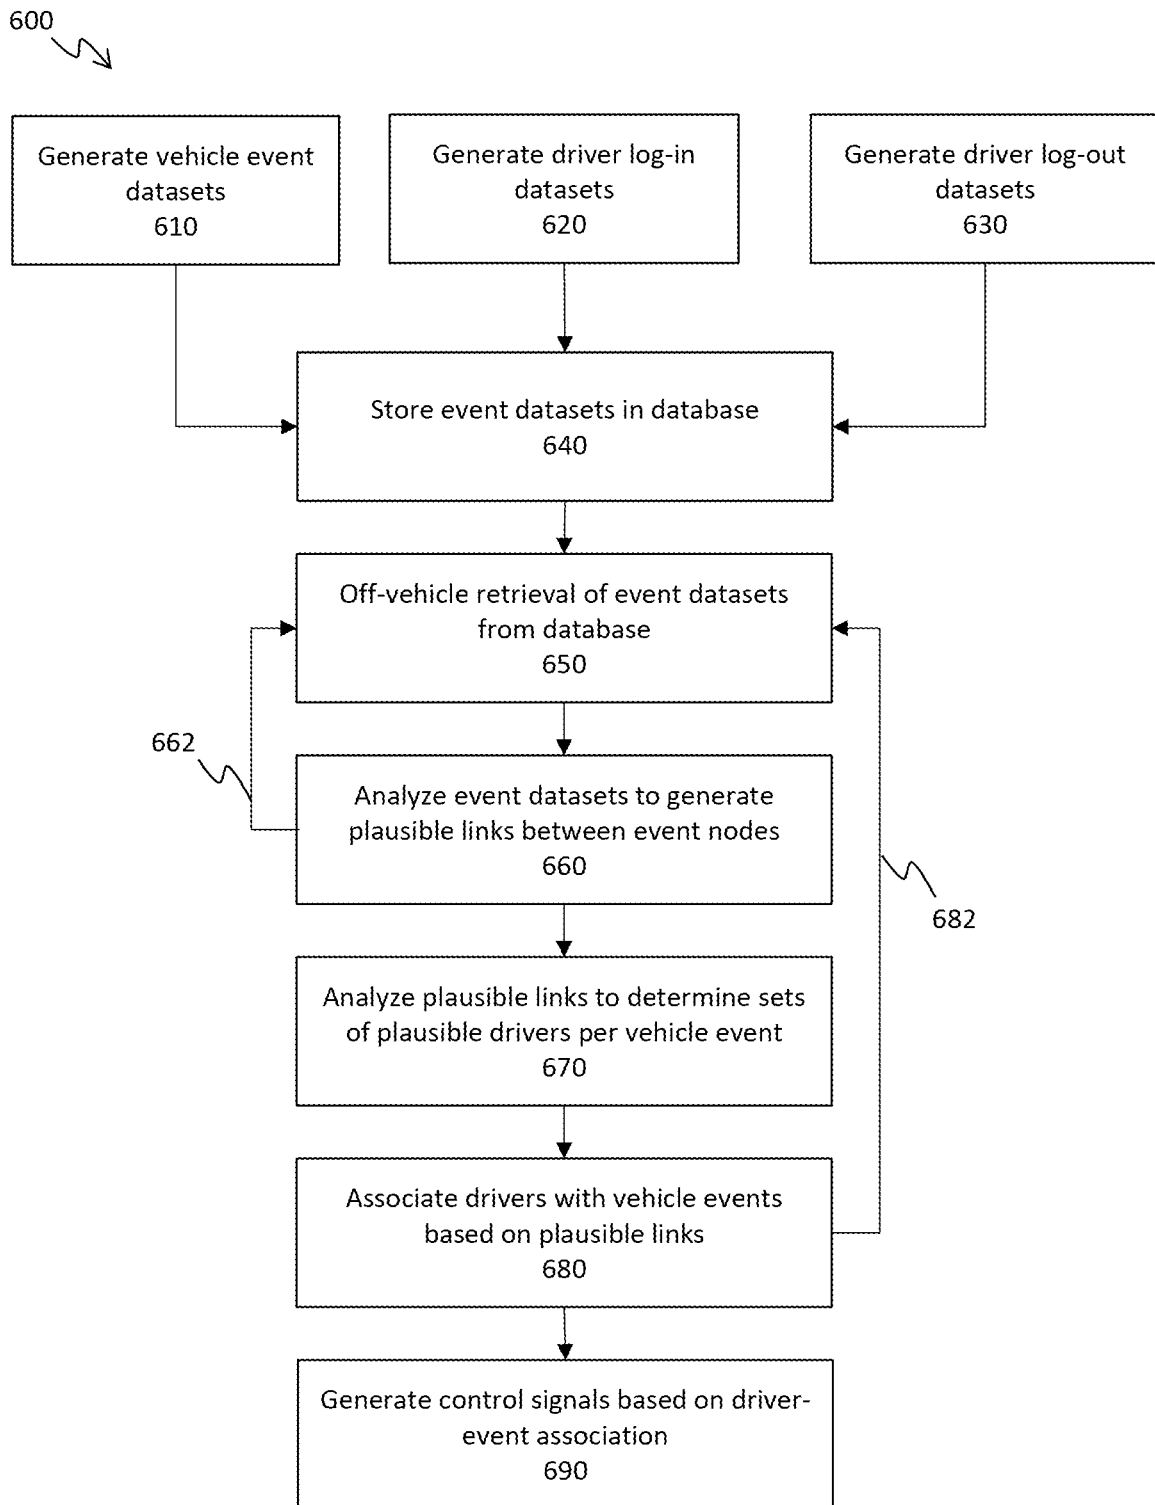 600
Generate vehicle event
datasets
610
Generate driver log-in
datasets
620
Generate driver log-out
datasets
630
Store event datasets in database
640
Off-vehicle retrieval of event datasets
from database
650
662
Analyze event datasets to generate
plausible links between event nodes
660
682
Analyze plausible links to determine sets
of plausible drivers per vehicle event
670
Associate drivers with vehicle events
based on plausible links
680
Generate control signals based on driver-
event association
690